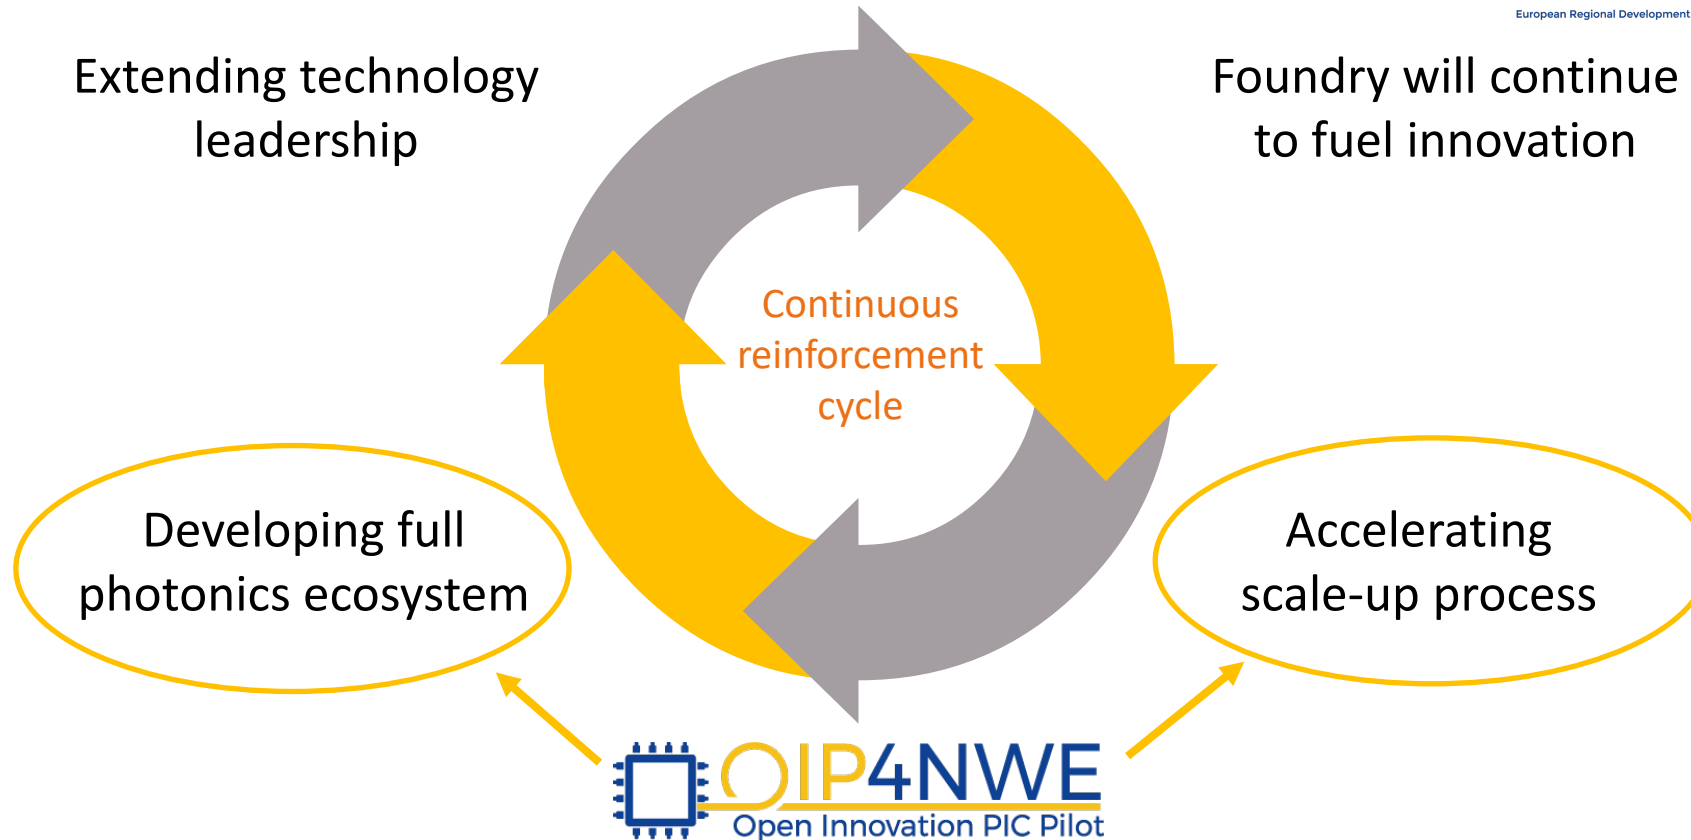 European Regional Development
Extending technology
leadership
Foundry will continue
to fuel innovation
Continuous
reinforcement
cycle
Developing full
photonics ecosystem
Accelerating
scale-up process
OIP4NWE
Open Innovation PIC Pilot